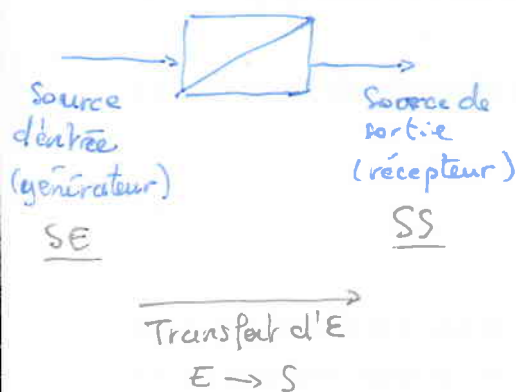 Source
d'entrée
(générateur)
SE
Source de
sortie
(récepteur)
SS
Transfert d'E
E → S